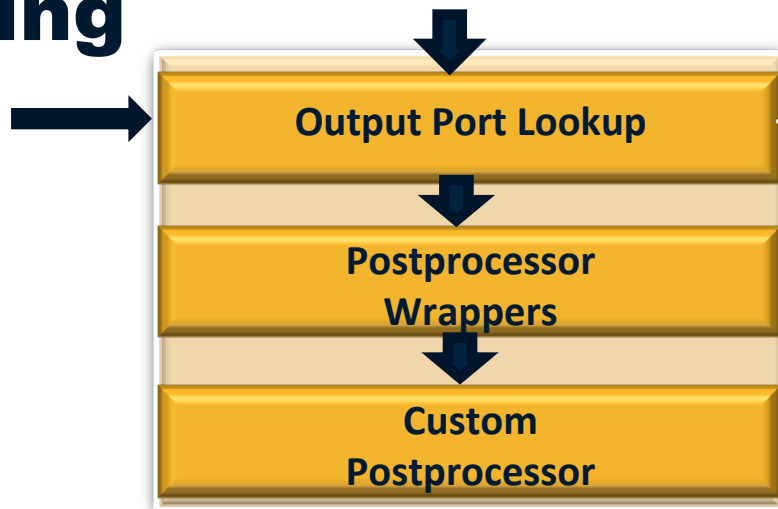 ing
Output Port Lookup
Postprocessor
Wrappers
Custom
Postprocessor